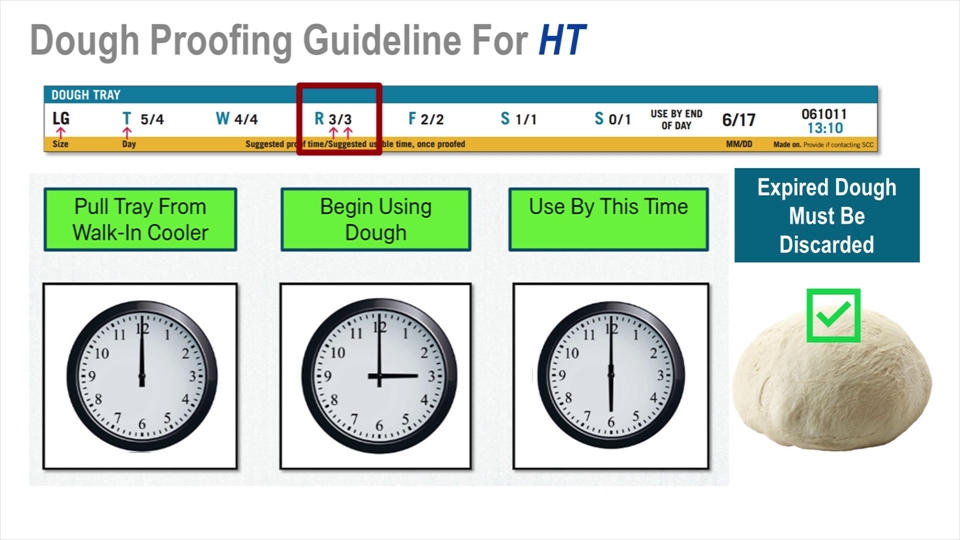 Dough Proofing Guideline For HT
DOUGH TRAY
LG T 5/4 W 4/4 R 3/3 F 2/2 S 1/1 S 0/1 USE BY END OF DAY 6/17 061011 13:10
Size Day Suggested proof time/Suggested usable time, once proofed MM/DD Made on. Provide if contacting SCC
Pull Tray From
Walk-In Cooler
Begin Using
Dough
Use By This Time
Expired Dough
Must Be
Discarded
12 1 2 3 4 5 6 7 8 9 10 11
12 1 2 3 4 5 6 7 8 9 10 11
12 1 2 3 4 5 6 7 8 9 10 11